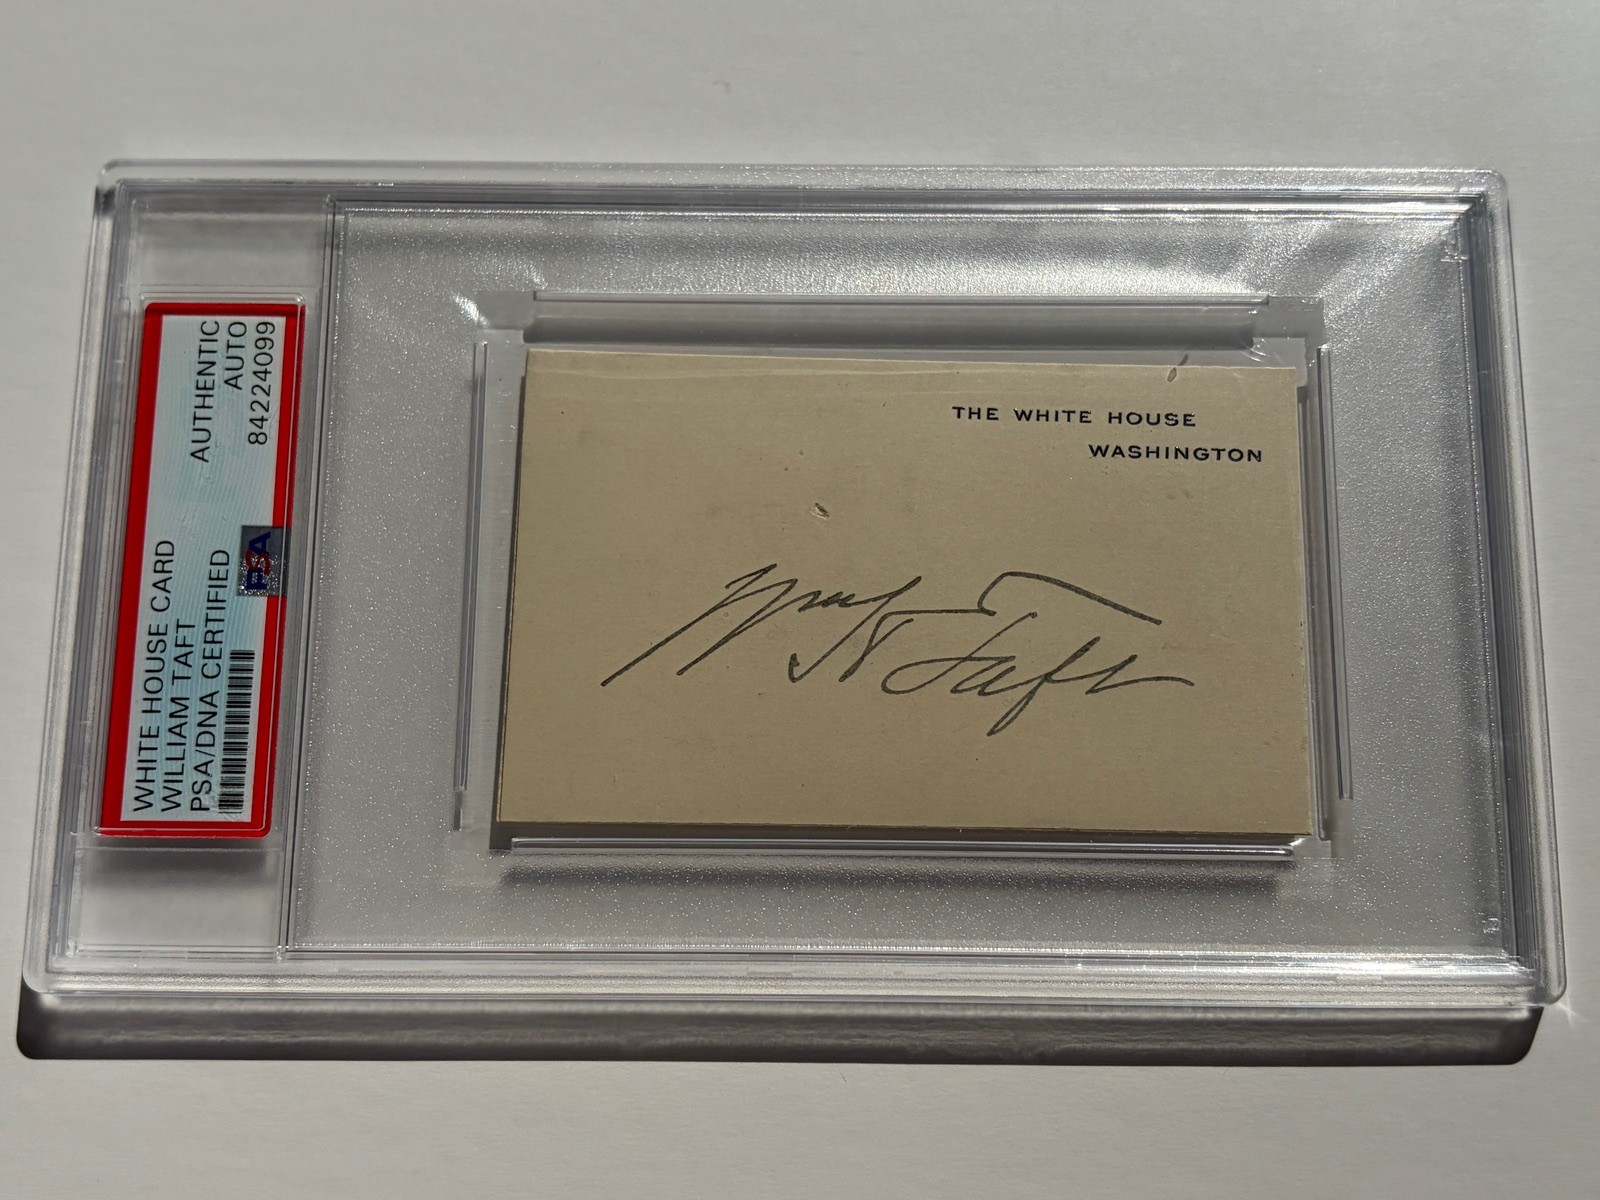 WHITE HOUSE CARD
WILLIAM TAFT
PSA/DNA CERTIFIED
AUTHENTIC
AUTO
84224099
PSA
THE WHITE HOUSE
WASHINGTON
Wm H Taft